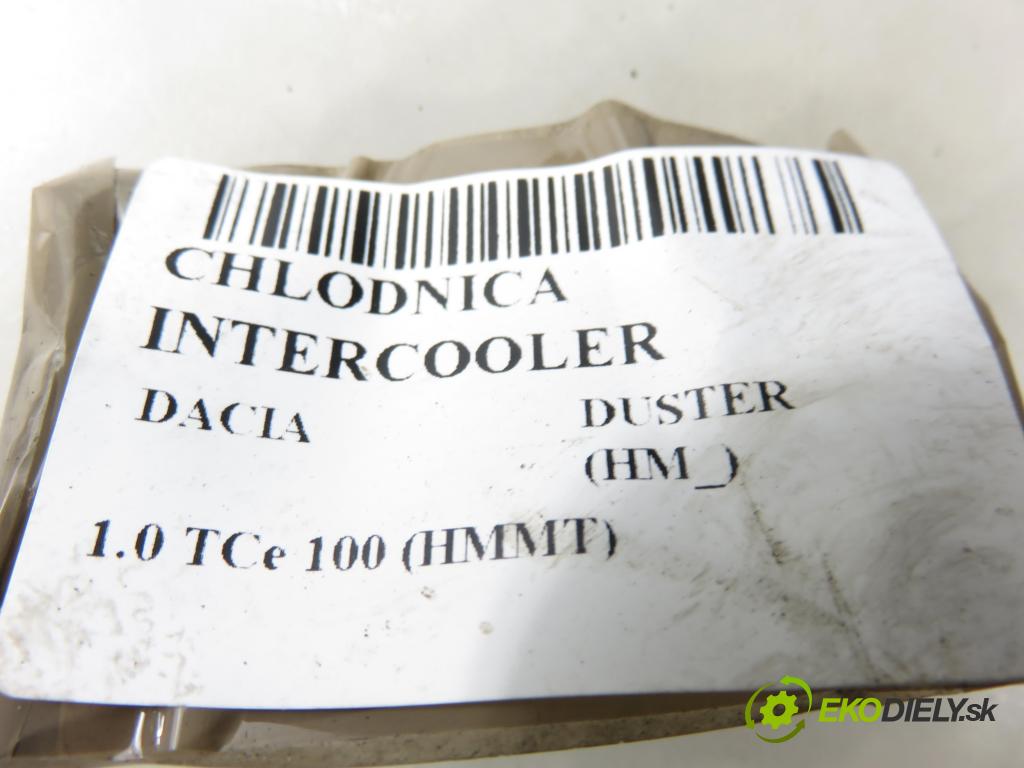 CHLODNICA
INTERCOOLER
DACIA DUSTER
(HM_)
1.0 TCe 100 (HMMT)
EKODIELY.sk